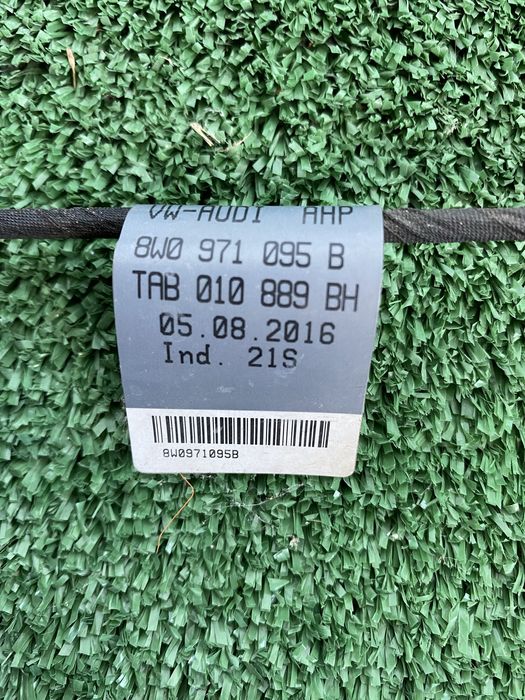 VW-AUDI AHP
8W0 971 095 B
TAB 010 889 BH
05.08.2016
Ind. 21S
8W0971095B